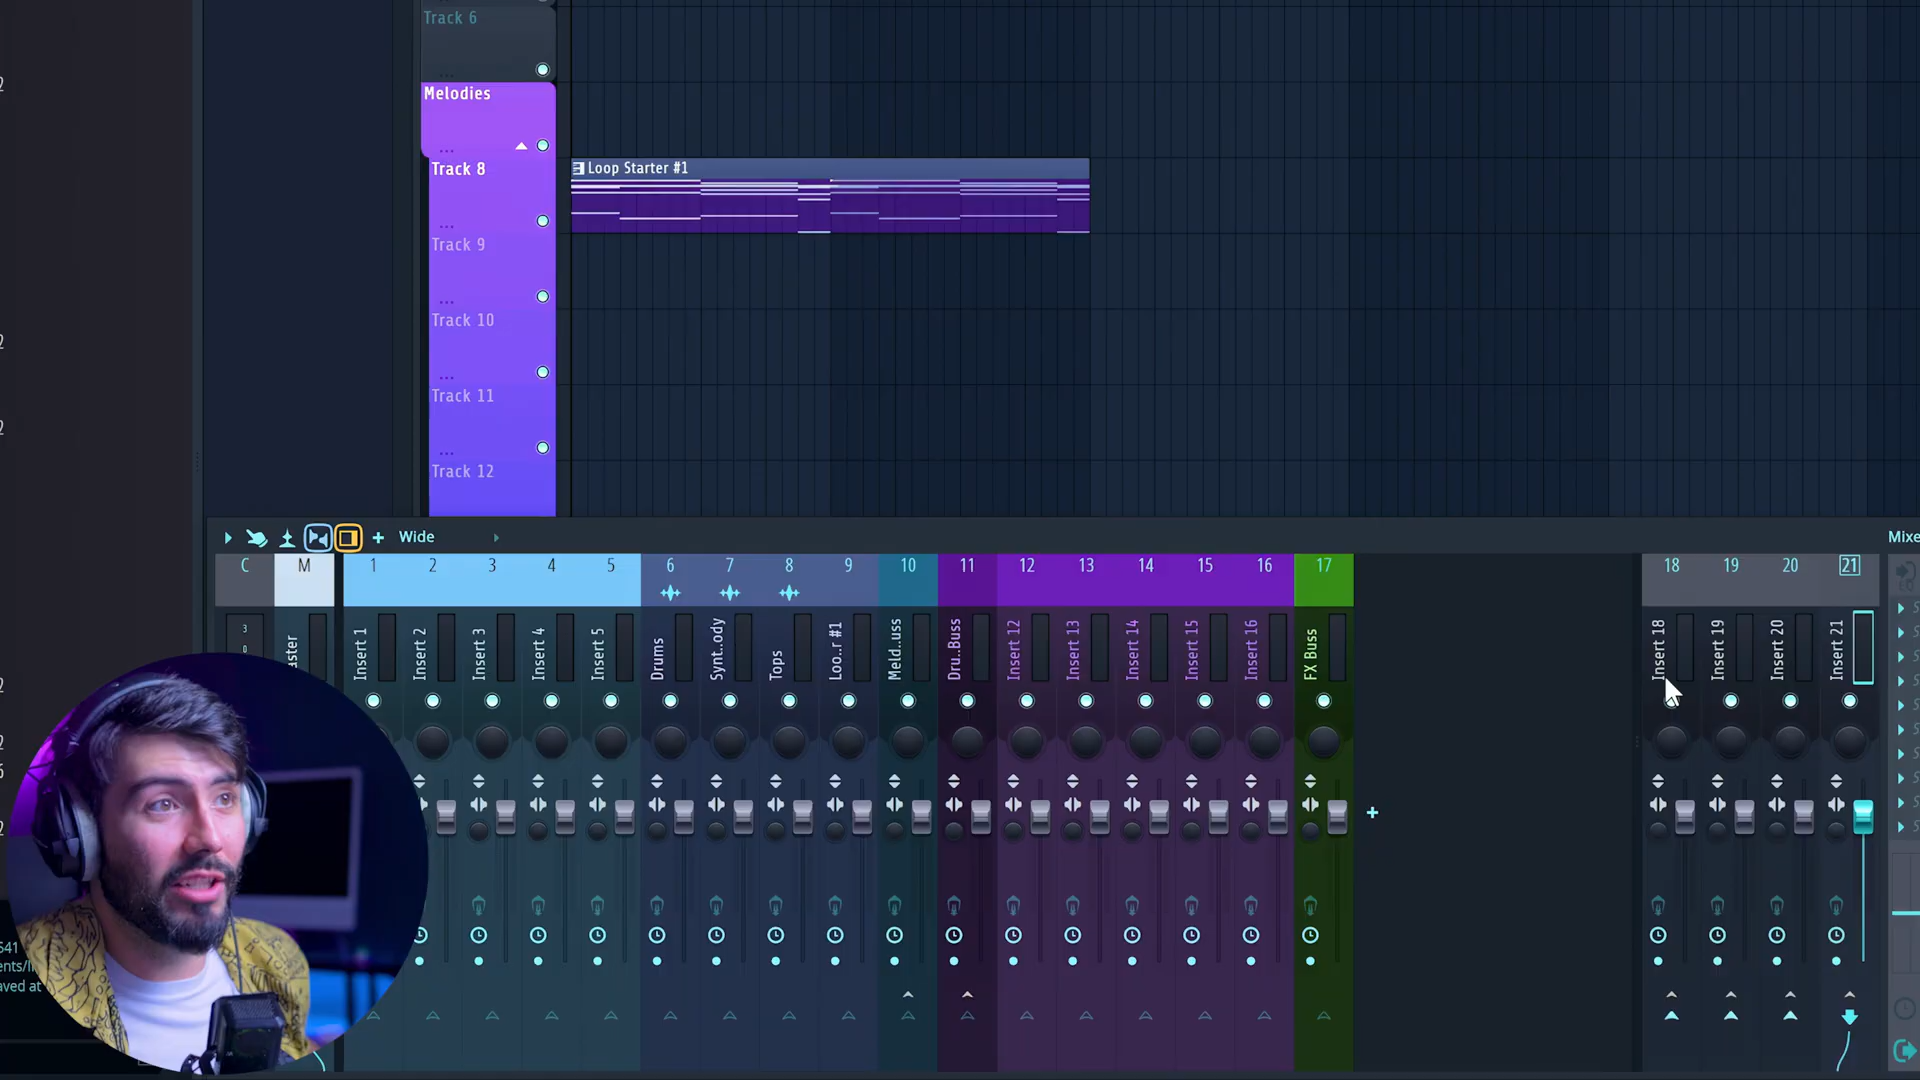 Track 6
Melodies
Track 8
Loop Starter #1
Track 9
Track 10
Track 11
Track 12
Wide
Mixe
C M 1 2 3 4 5 6 7 8 9 10 11 12 13 14 15 16 17 18 19 20 21
3
0
aster
Insert 1
Insert 2
Insert 3
Insert 4
Insert 5
Drums
Synt..ody
Tops
Loo..r #1
Meld..uss
Dru..Buss
Insert 12
Insert 13
Insert 14
Insert 15
Insert 16
FX Buss
Insert 18
Insert 19
Insert 20
Insert 21
541
ents/I
aved at